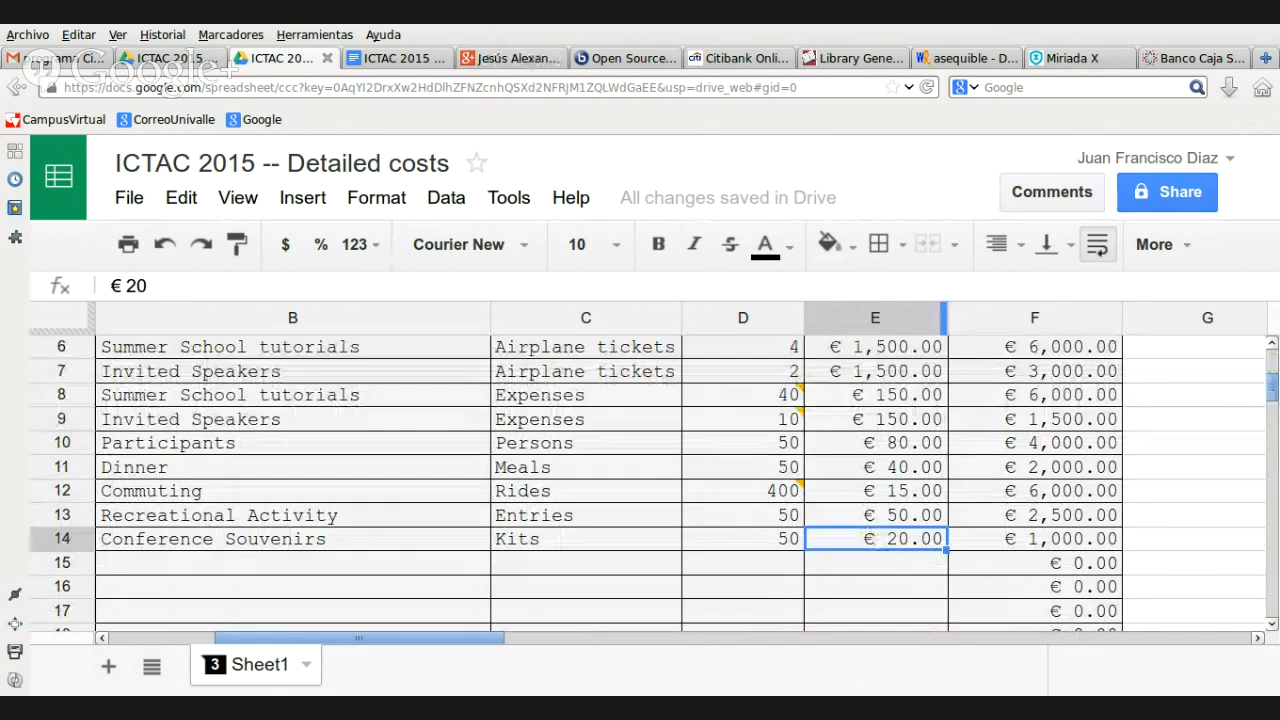 Archivo Editar Ver Historial Marcadores Herramientas Ayuda
ICTAC 2015 ... ICTAC 20... × ICTAC 2015 ... Jesús Alexan... Open Source... Citibank Onli... Library Gene... asequible - D... Miriada X Banco Caja S...
Google+
https://docs.google.com/spreadsheet/ccc?key=0AqYI2DrxXw2HdDlhZFNZcnhQSXd2NFRJM1ZQLWdGaEE&usp=drive_web#gid=0 Google
CampusVirtual CorreoUnivalle Google
ICTAC 2015 -- Detailed costs Juan Francisco Diaz
File Edit View Insert Format Data Tools Help All changes saved in Drive Comments Share
$ % 123 Courier New 10 B I S A More
fx € 20
B C D E F G
6 Summer School tutorials Airplane tickets 4 € 1,500.00 € 6,000.00
7 Invited Speakers Airplane tickets 2 € 1,500.00 € 3,000.00
8 Summer School tutorials Expenses 40 € 150.00 € 6,000.00
9 Invited Speakers Expenses 10 € 150.00 € 1,500.00
10 Participants Persons 50 € 80.00 € 4,000.00
11 Dinner Meals 50 € 40.00 € 2,000.00
12 Commuting Rides 400 € 15.00 € 6,000.00
13 Recreational Activity Entries 50 € 50.00 € 2,500.00
14 Conference Souvenirs Kits 50 € 20.00 € 1,000.00
15 € 0.00
16 € 0.00
17 € 0.00
3 Sheet1